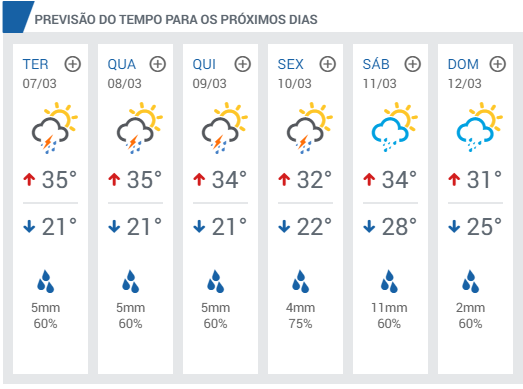 PREVISÃO DO TEMPO PARA OS PRÓXIMOS DIAS
TER
07/03
35°
21°
5mm
60%
QUA
08/03
35°
21°
5mm
60%
QUI
09/03
34°
21°
5mm
60%
SEX
10/03
32°
22°
4mm
75%
SÁB
11/03
34°
28°
11mm
60%
DOM
12/03
31°
25°
2mm
60%